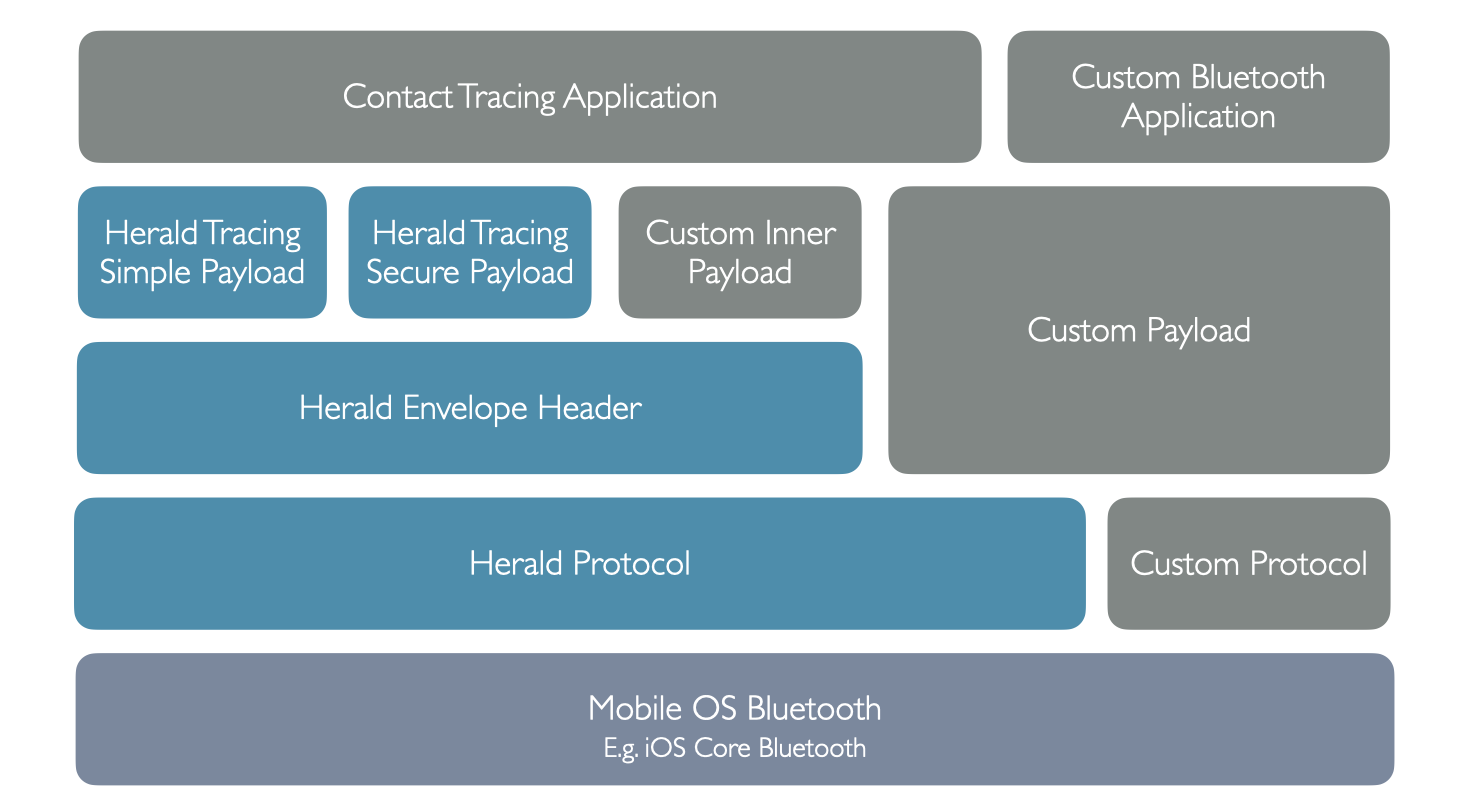 Contact Tracing Application
Custom Bluetooth
Application
Herald Tracing
Simple Payload
Herald Tracing
Secure Payload
Custom Inner
Payload
Custom Payload
Herald Envelope Header
Herald Protocol
Custom Protocol
Mobile OS Bluetooth
E.g. iOS Core Bluetooth